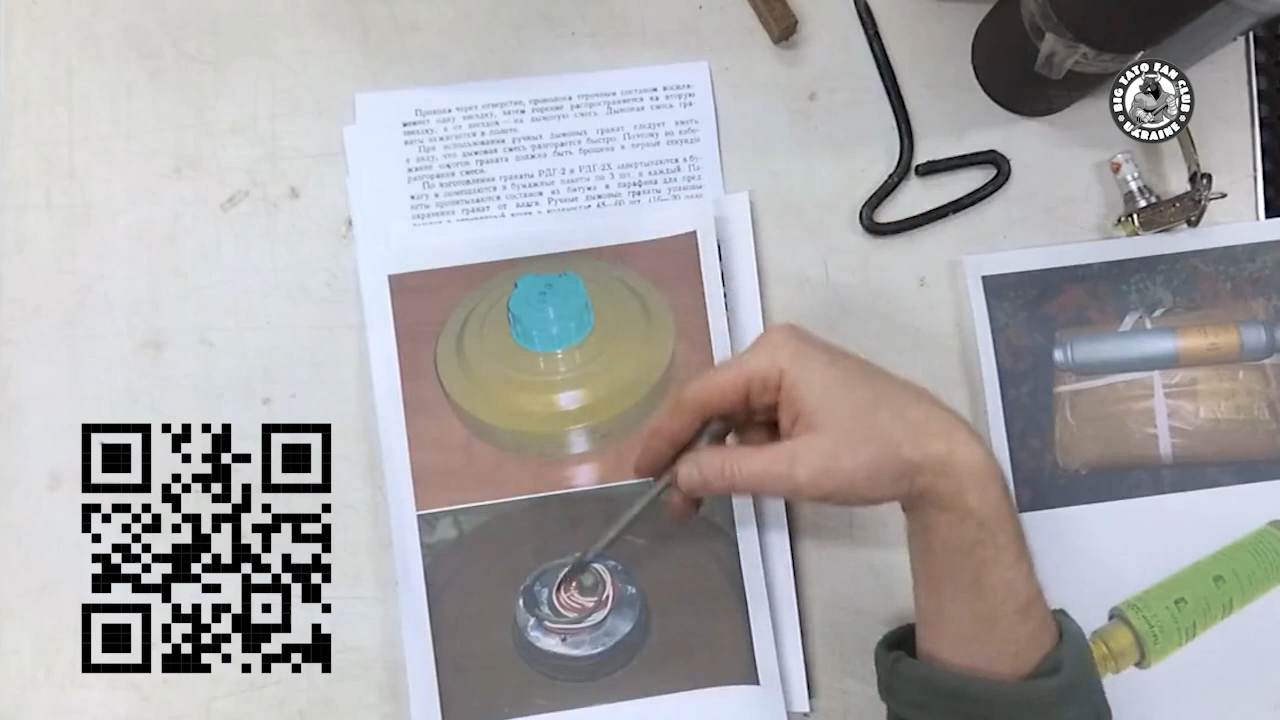 Проволока через отверстие, проволока терочным составом воспла-
меняет одну звездку, затем горение распространяется на вторую
звездку, а от звездок — на дымовую смесь. Дымовая смесь гра-
наты зажигается в полете.
При использовании ручных дымовых гранат следует иметь
в виду, что дымовая смесь разгорается быстро. Поэтому во избе-
жание ожогов граната должна быть брошена в первые секунды
разгорания смеси.
По изготовлении гранаты РДГ-2 и РДГ-2Х завертываются в бу-
магу и помещаются в бумажные пакеты по 3 шт. в каждый. Па-
кеты пропитываются составом из битума и парафина для пред
охранения гранат от влаги. Ручные дымовые гранаты упаковы-
BIG TATO FAN CLUB
UKRAINE